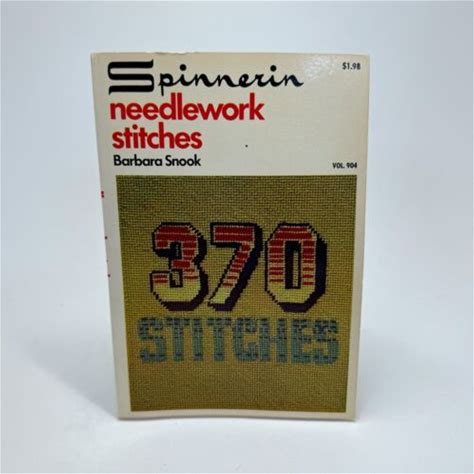 Spinnerin
$1.98
needlework
stitches
Barbara Snook
VOL. 904
370
STITCHES